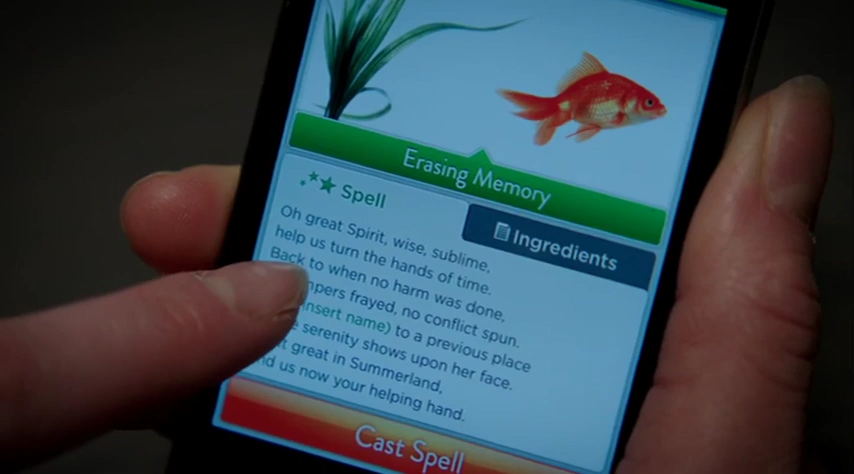 Erasing Memory
Spell
Ingredients
Oh great Spirit, wise, sublime,
help us turn the hands of time.
Back to when no harm was done,
frayed, no conflict spun.
(insert name) to a previous place
serenity shows upon her face.
great in Summerland,
us now your helping hand.
Cast Spell